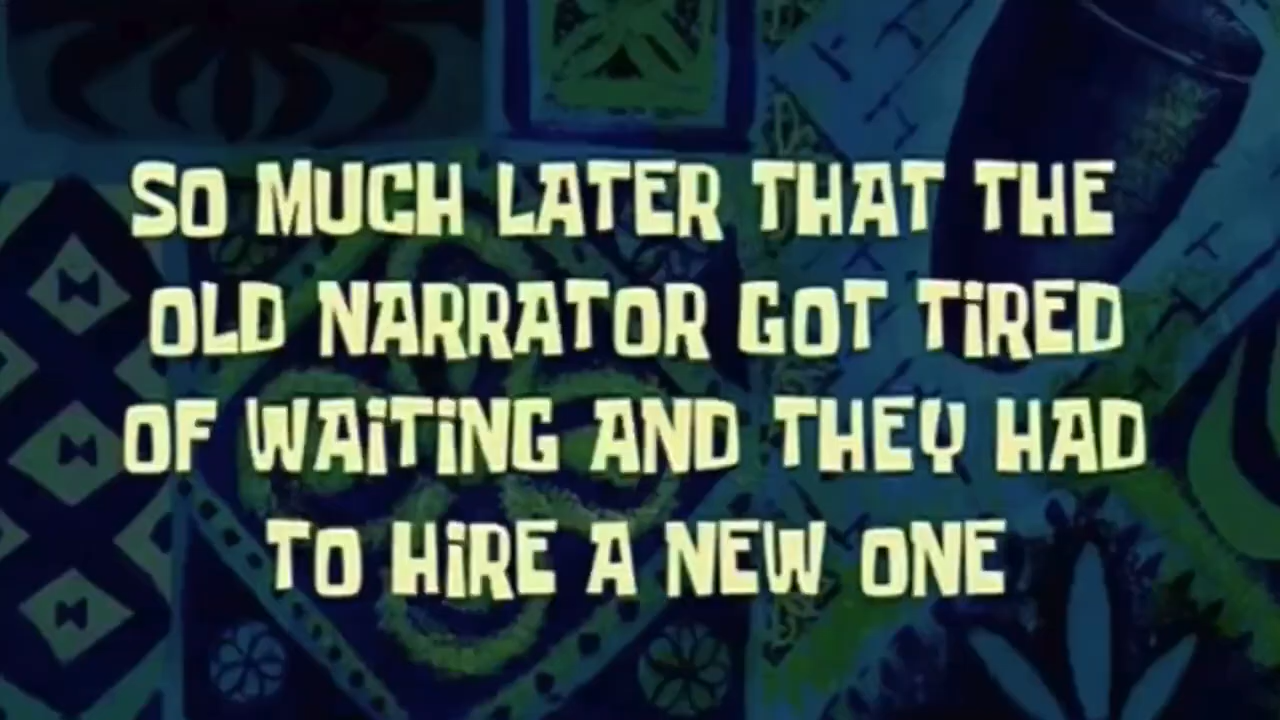 SO MUCH LATER THAT THE
OLD NARRATOR GOT TiRED
OF WAiTiNG AND THEY HAD
TO HiRE A NEW ONE